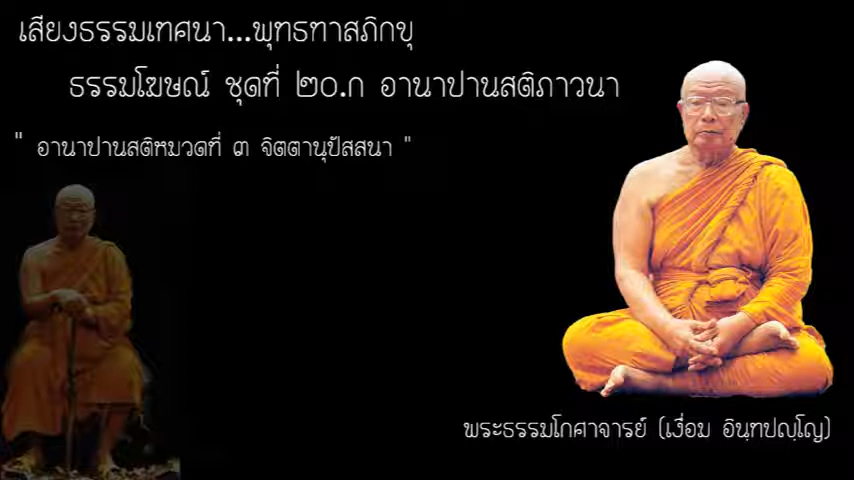 เสียงธรรมเทศนา...พุทธทาสภิกขุ
ธรรมโฆษณ์ ชุดที่ ๒๐.ก อานาปานสติภาวนา
" อานาปานสติหมวดที่ ๓ จิตตานุปัสสนา "
พระธรรมโกศาจารย์ (เงื่อม อินฺทปญฺโญ)